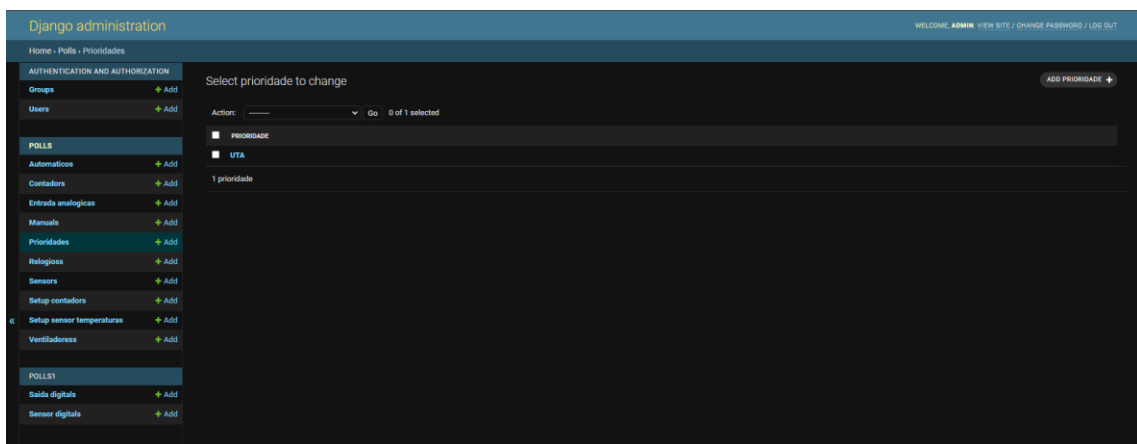 Django administration
WELCOME, ADMIN. VIEW SITE / CHANGE PASSWORD / LOG OUT
Home › Polls › Prioridades
AUTHENTICATION AND AUTHORIZATION
Groups + Add
Users + Add
POLLS
Automaticos + Add
Contadors + Add
Entrada analogicas + Add
Manuals + Add
Prioridades + Add
Relogioss + Add
Sensors + Add
Setup contadors + Add
« Setup sensor temperaturas + Add
Ventiladoress + Add
POLLS1
Saida digitals + Add
Sensor digitals + Add
Select prioridade to change
ADD PRIORIDADE +
Action: --------- Go 0 of 1 selected
PRIORIDADE
UTA
1 prioridade